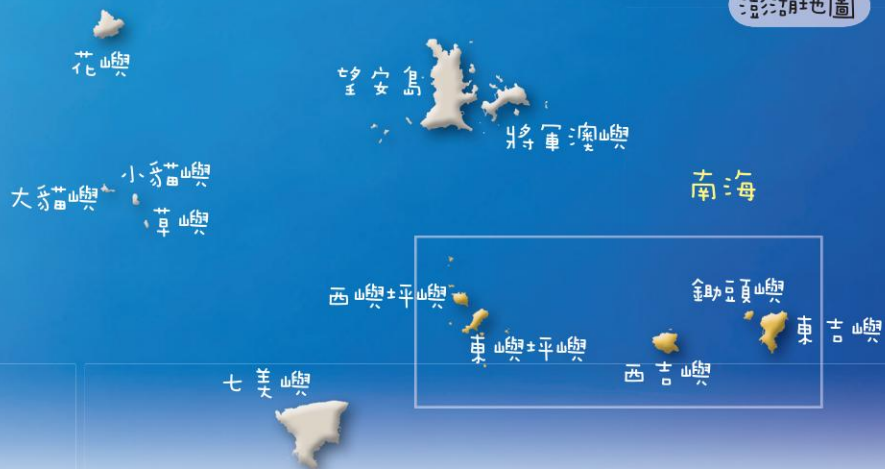 澎湖地圖
花嶼
望安島
將軍澳嶼
小貓嶼
大貓嶼
草嶼
南海
西嶼坪嶼
鋤頭嶼
東嶼坪嶼
東吉嶼
西吉嶼
七美嶼